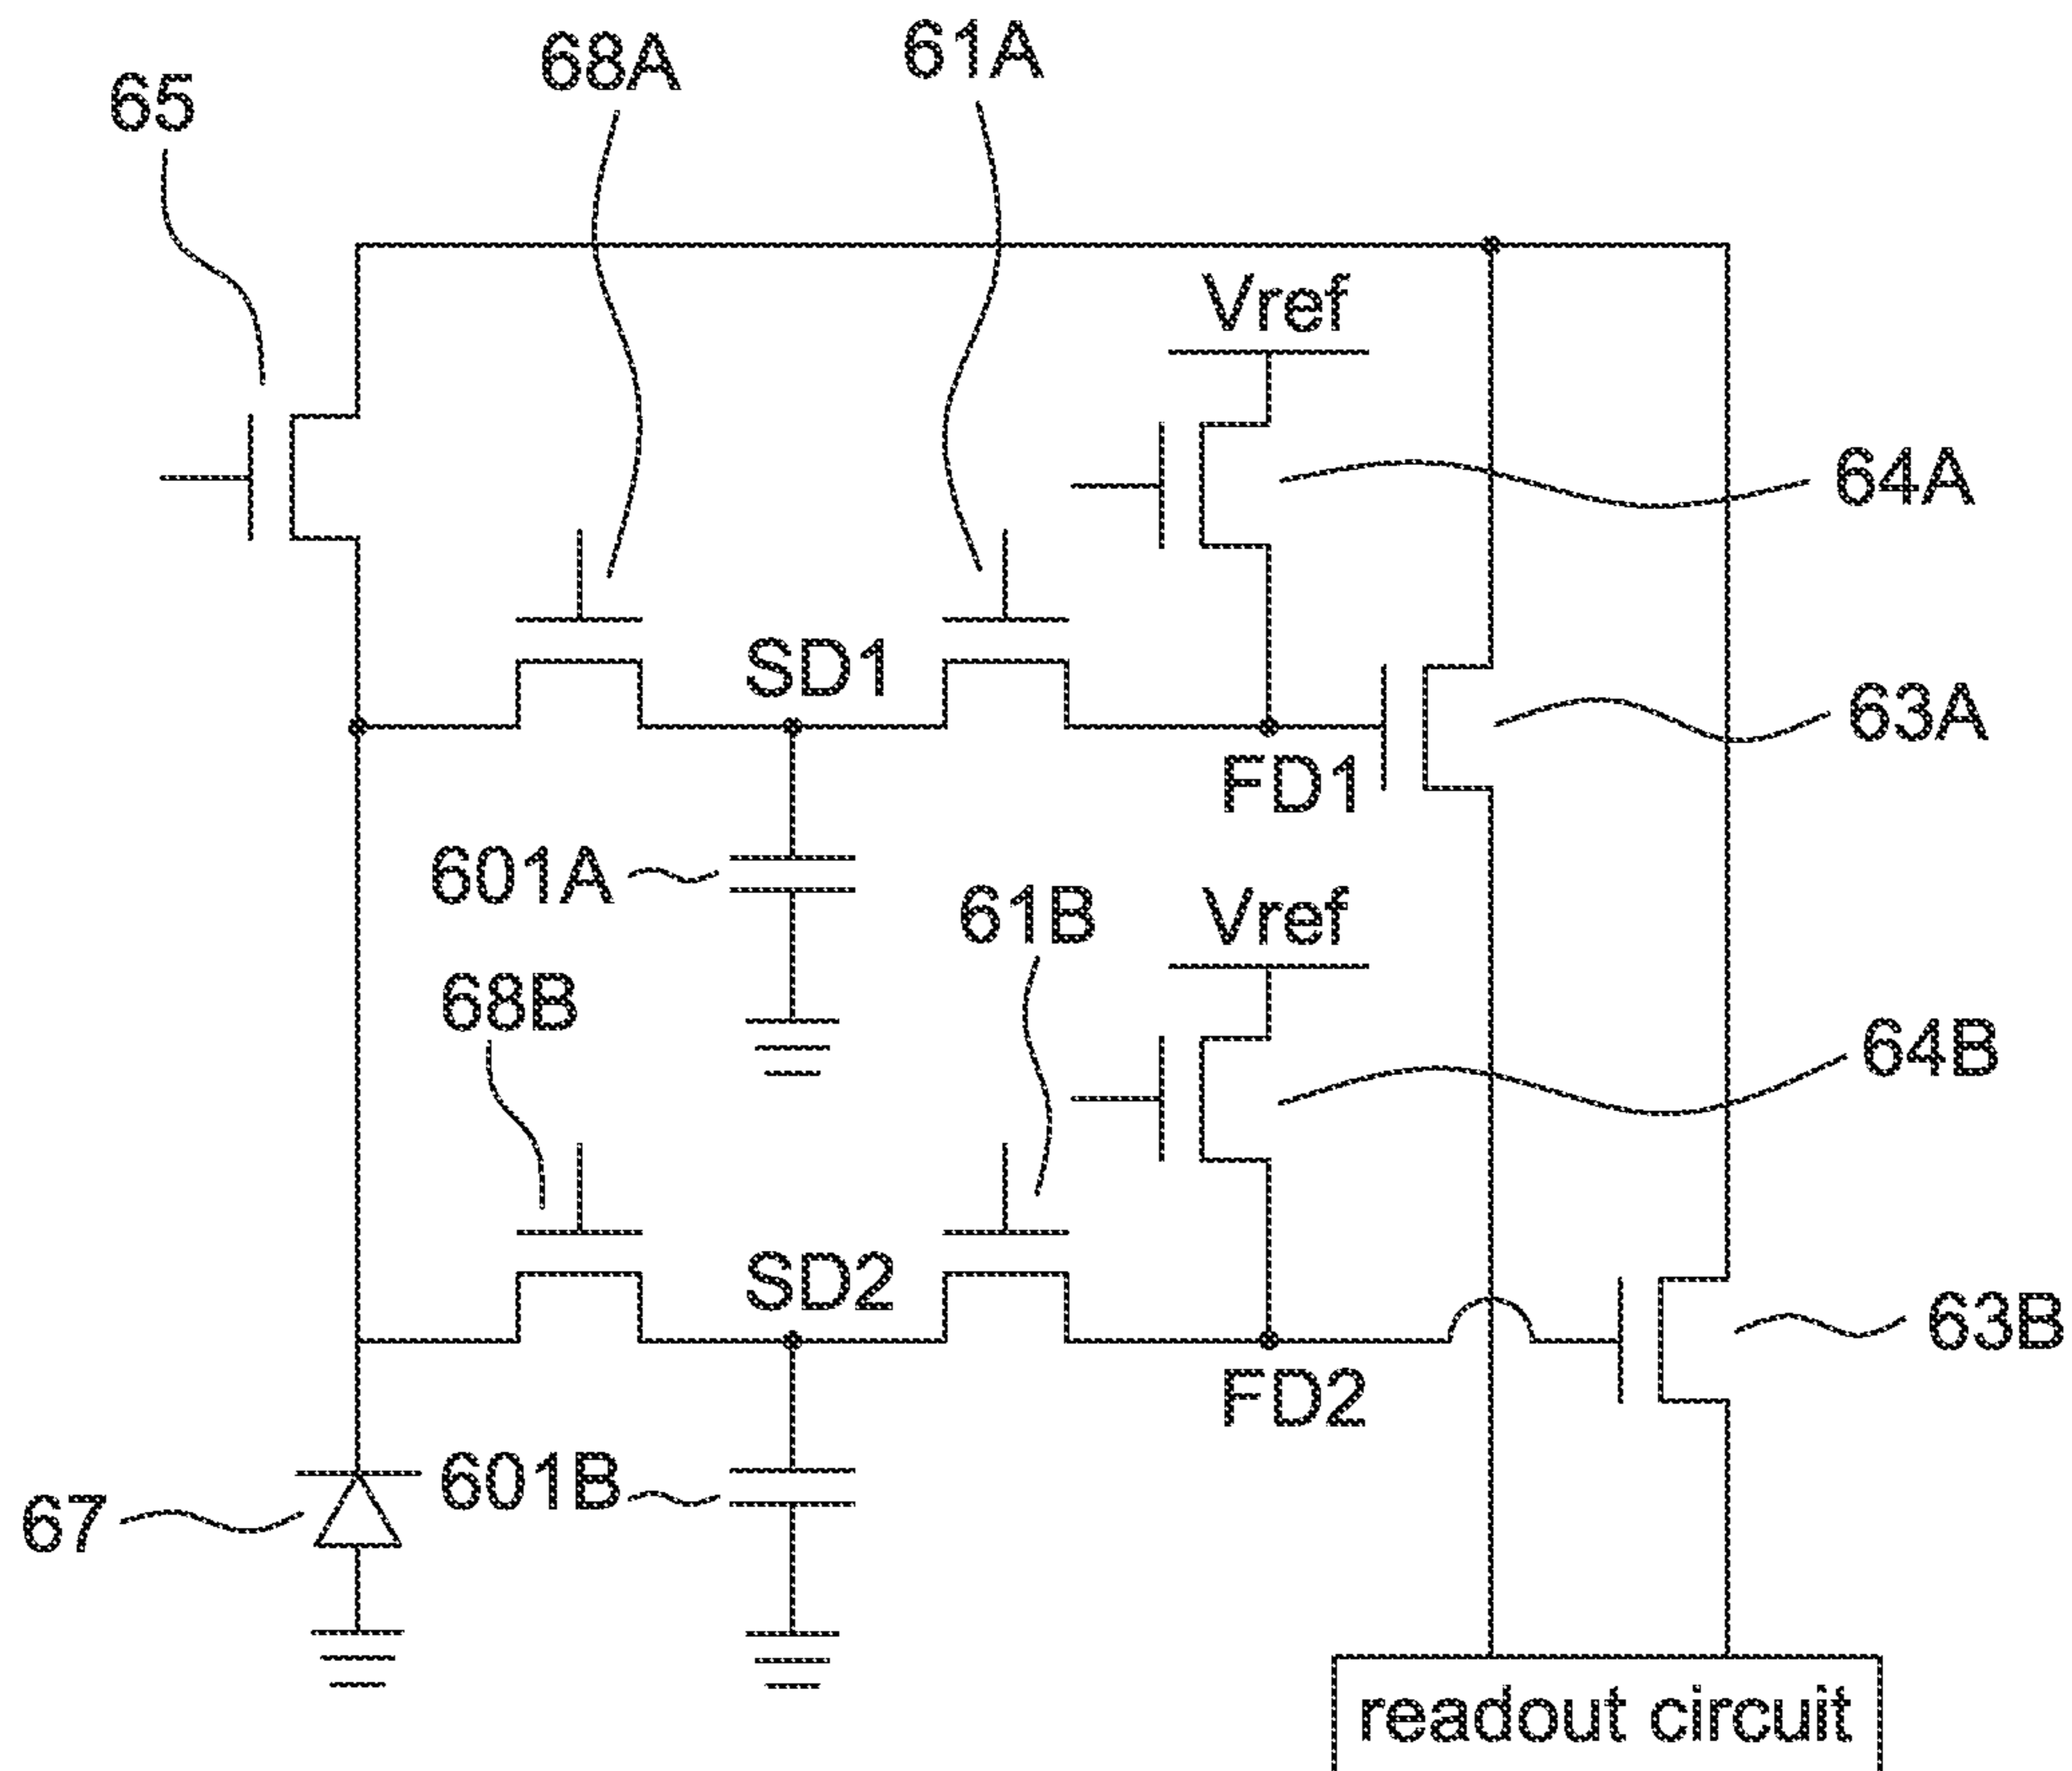 61A
68A
65
Vref
64A
SD1
63A
FD1
601A
61B
Vref
68B
64B
SD2
63B
FD2
601B
67
readout circuit